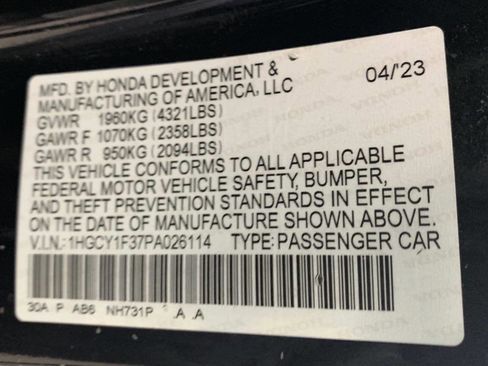 MFD. BY HONDA DEVELOPMENT &
MANUFACTURING OF AMERICA, LLC 04/23
GVWR 1960KG (4321LBS)
GAWR F 1070KG (2358LBS)
GAWR R 950KG (2094LBS)
THIS VEHICLE CONFORMS TO ALL APPLICABLE
FEDERAL MOTOR VEHICLE SAFETY, BUMPER,
AND THEFT PREVENTION STANDARDS IN EFFECT
ON THE DATE OF MANUFACTURE SHOWN ABOVE.
V.I.N.: 1HGCY1F37PA026114 TYPE: PASSENGER CAR
30A P AB6 NH731P .A .A